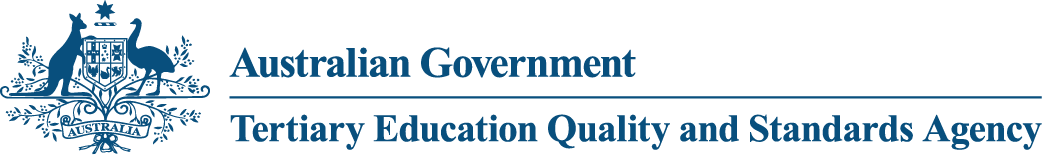 Australian Government
Tertiary Education Quality and Standards Agency
AUSTRALIA